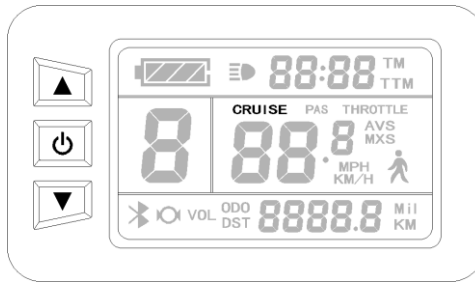 88:88 TM
TTM
CRUISE PAS THROTTLE
8 88.8 AVS
MXS
MPH
KM/H
VOL ODO 8888.8 Mil
DST KM